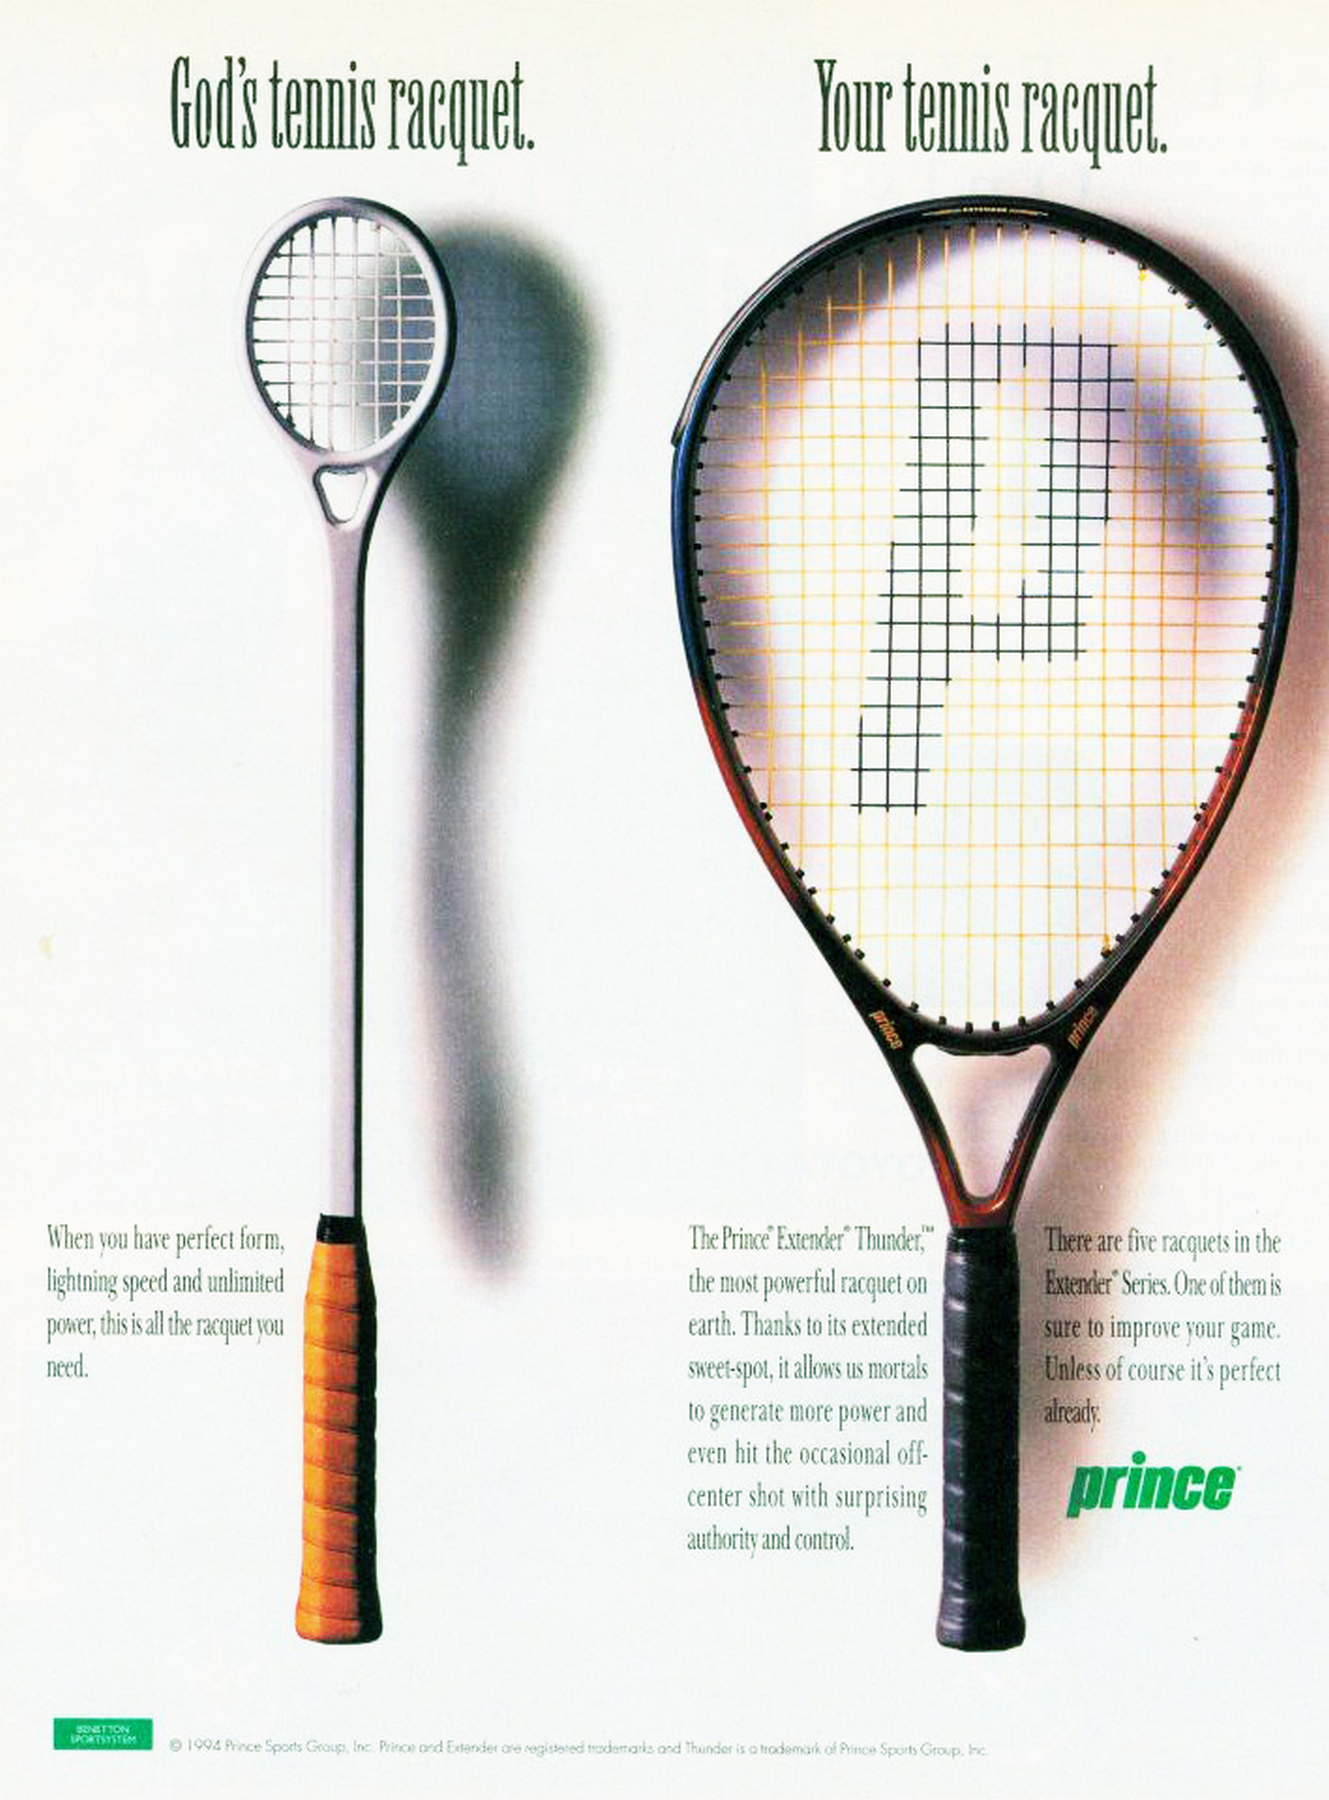 God's tennis racquet.
Your tennis racquet.
EXTENDER
prince
prince
When you have perfect form,
lightning speed and unlimited
power, this is all the racquet you
need.
The Prince® Extender® Thunder,™
the most powerful racquet on
earth. Thanks to its extended
sweet-spot, it allows us mortals
to generate more power and
even hit the occasional off-
center shot with surprising
authority and control.
There are five racquets in the
Extender® Series. One of them is
sure to improve your game.
Unless of course it's perfect
already.
prince
BENETTON
SPORTSYSTEM
© 1994 Prince Sports Group, Inc. Prince and Extender are registered trademarks and Thunder is a trademark of Prince Sports Group, Inc.